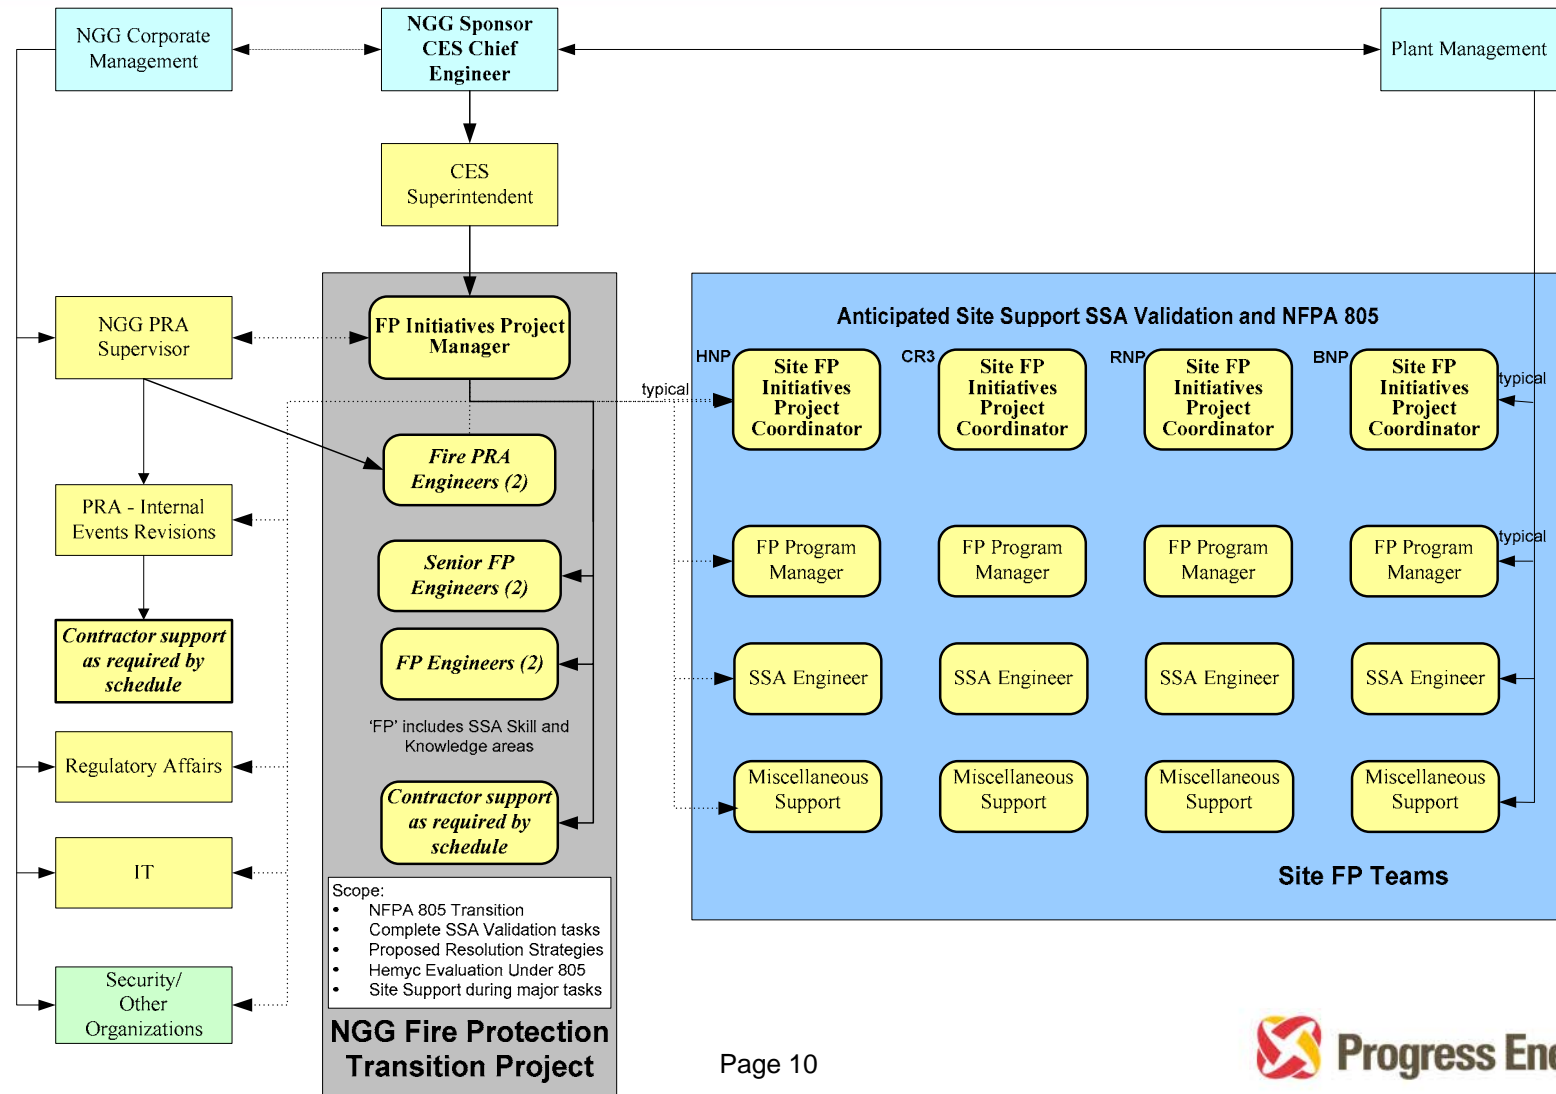 NGG Corporate
Management
NGG Sponsor
CES Chief
Engineer
Plant Management
CES
Superintendent
NGG PRA
Supervisor
FP Initiatives Project
Manager
Anticipated Site Support SSA Validation and NFPA 805
HNP
Site FP
Initiatives
Project
Coordinator
CR3
Site FP
Initiatives
Project
Coordinator
RNP
Site FP
Initiatives
Project
Coordinator
BNP
Site FP
Initiatives
Project
Coordinator
typical
typical
Fire PRA
Engineers (2)
PRA - Internal
Events Revisions
Senior FP
Engineers (2)
FP Program
Manager
FP Program
Manager
FP Program
Manager
FP Program
Manager
typical
Contractor support
as required by
schedule
FP Engineers (2)
SSA Engineer
SSA Engineer
SSA Engineer
SSA Engineer
'FP' includes SSA Skill and
Knowledge areas
Regulatory Affairs
Contractor support
as required by
schedule
Miscellaneous
Support
Miscellaneous
Support
Miscellaneous
Support
Miscellaneous
Support
IT
Site FP Teams
Scope:
• NFPA 805 Transition
• Complete SSA Validation tasks
• Proposed Resolution Strategies
• Hemyc Evaluation Under 805
• Site Support during major tasks
Security/
Other
Organizations
NGG Fire Protection
Transition Project
Page 10
Progress Ene